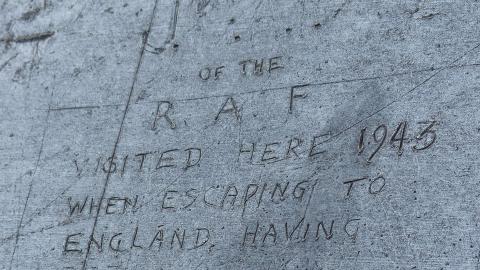 OF THE
R. A. F
VISITED HERE 1943
WHEN ESCAPING TO
ENGLAND, HAVING